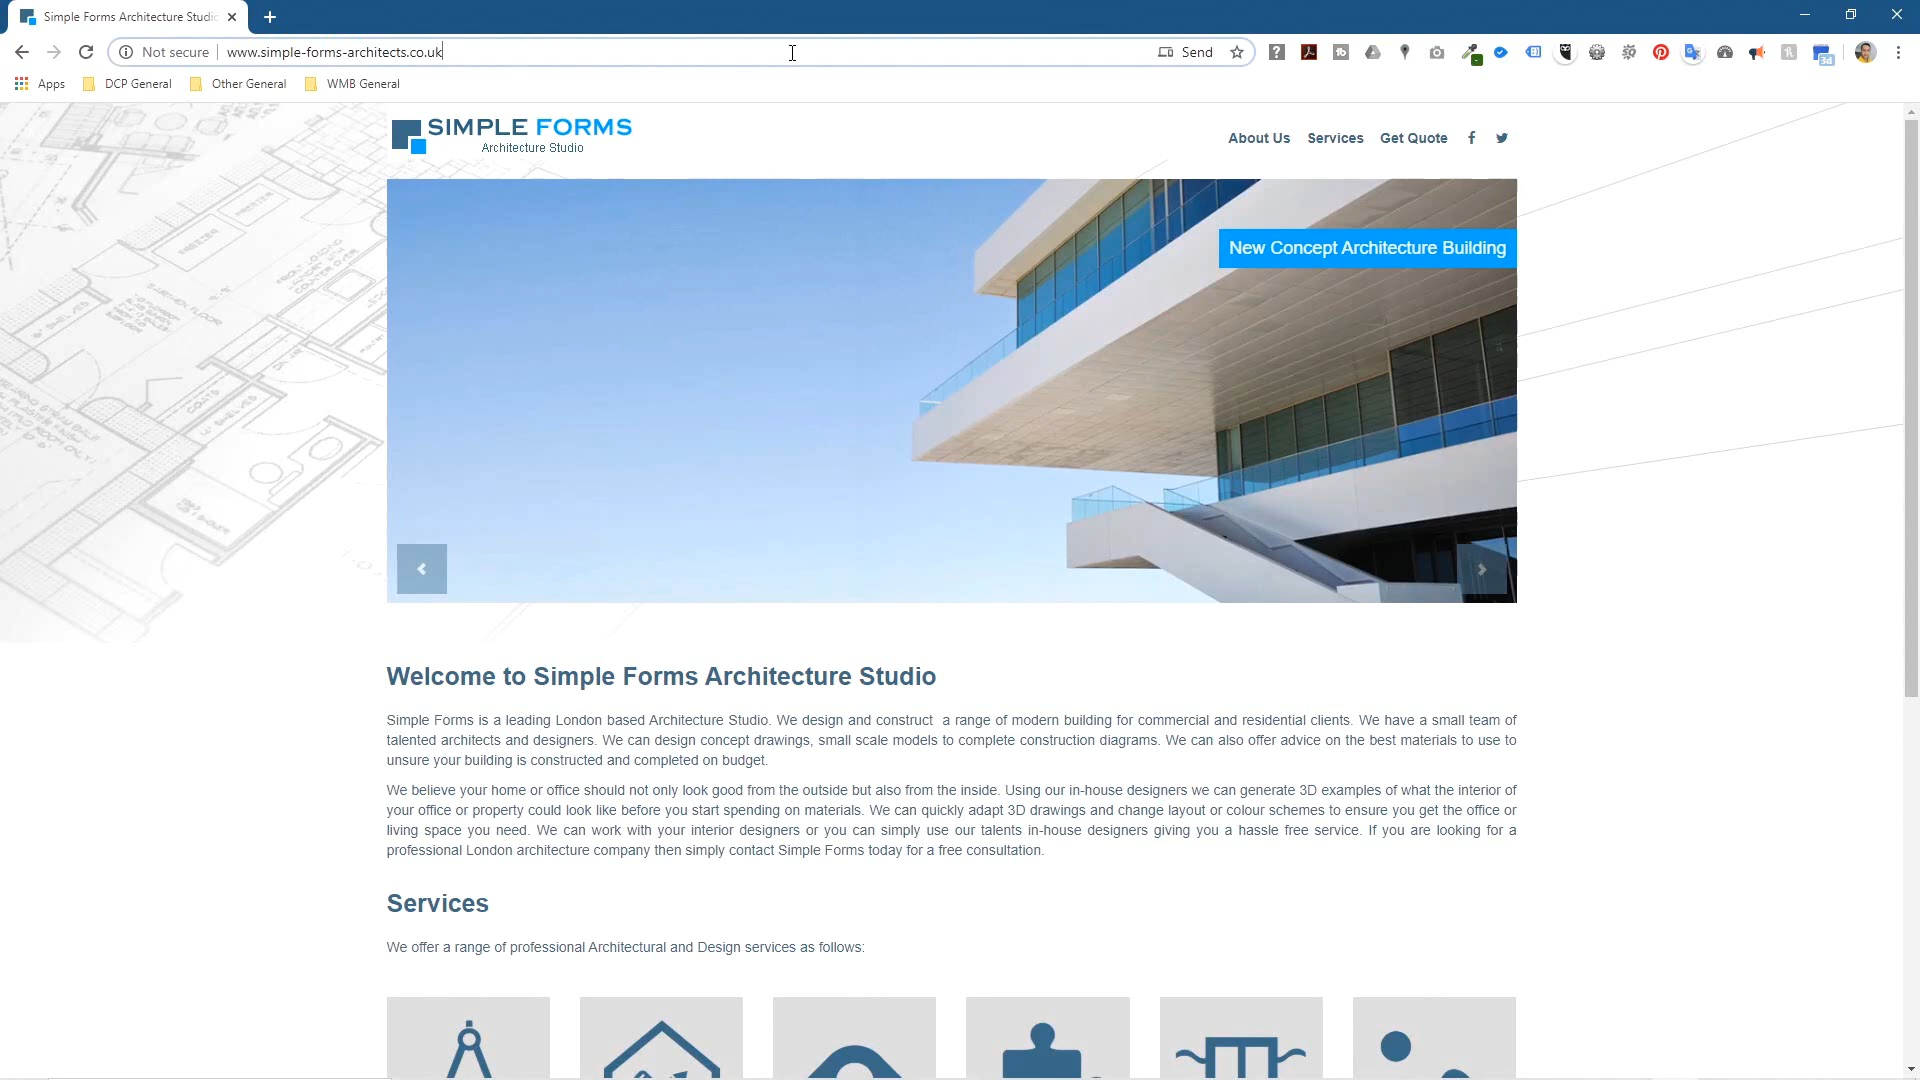 Simple Forms Architecture Studio
Not secure
www.simple-forms-architects.co.uk
Send
Apps
DCP General
Other General
WMB General
SIMPLE FORMS
Architecture Studio
About Us
Services
Get Quote
New Concept Architecture Building
Welcome to Simple Forms Architecture Studio
Simple Forms is a leading London based Architecture Studio. We design and construct  a range of modern building for commercial and residential clients. We have a small team of
talented architects and designers. We can design concept drawings, small scale models to complete construction diagrams. We can also offer advice on the best materials to use to
unsure your building is constructed and completed on budget.
We believe your home or office should not only look good from the outside but also from the inside. Using our in-house designers we can generate 3D examples of what the interior of
your office or property could look like before you start spending on materials. We can quickly adapt 3D drawings and change layout or colour schemes to ensure you get the office or
living space you need. We can work with your interior designers or you can simply use our talents in-house designers giving you a hassle free service. If you are looking for a
professional London architecture company then simply contact Simple Forms today for a free consultation.
Services
We offer a range of professional Architectural and Design services as follows: